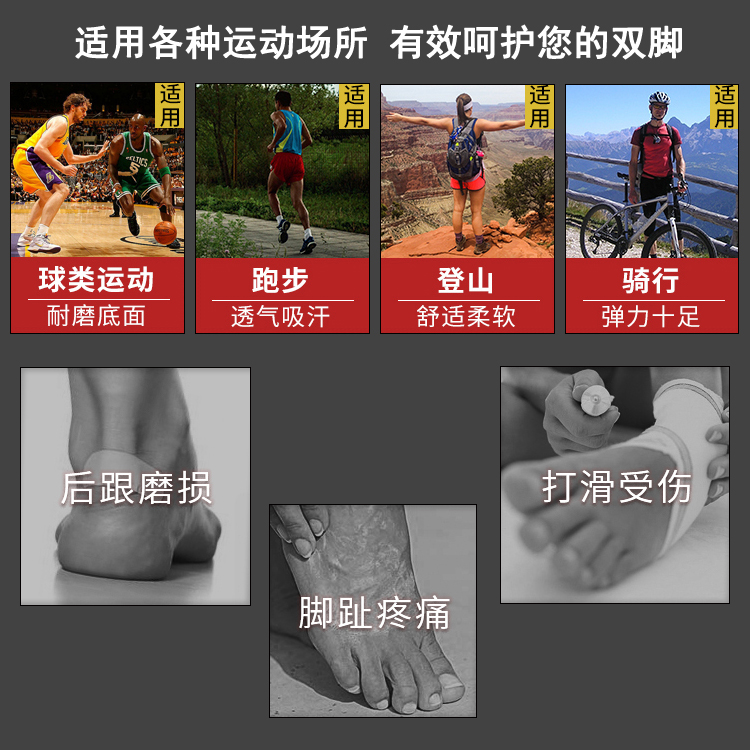 适用各种运动场所 有效呵护您的双脚
适用
适用
适用
适用
CELTICS
5
球类运动
耐磨底面
跑步
透气吸汗
登山
舒适柔软
骑行
弹力十足
后跟磨损
打滑受伤
脚趾疼痛